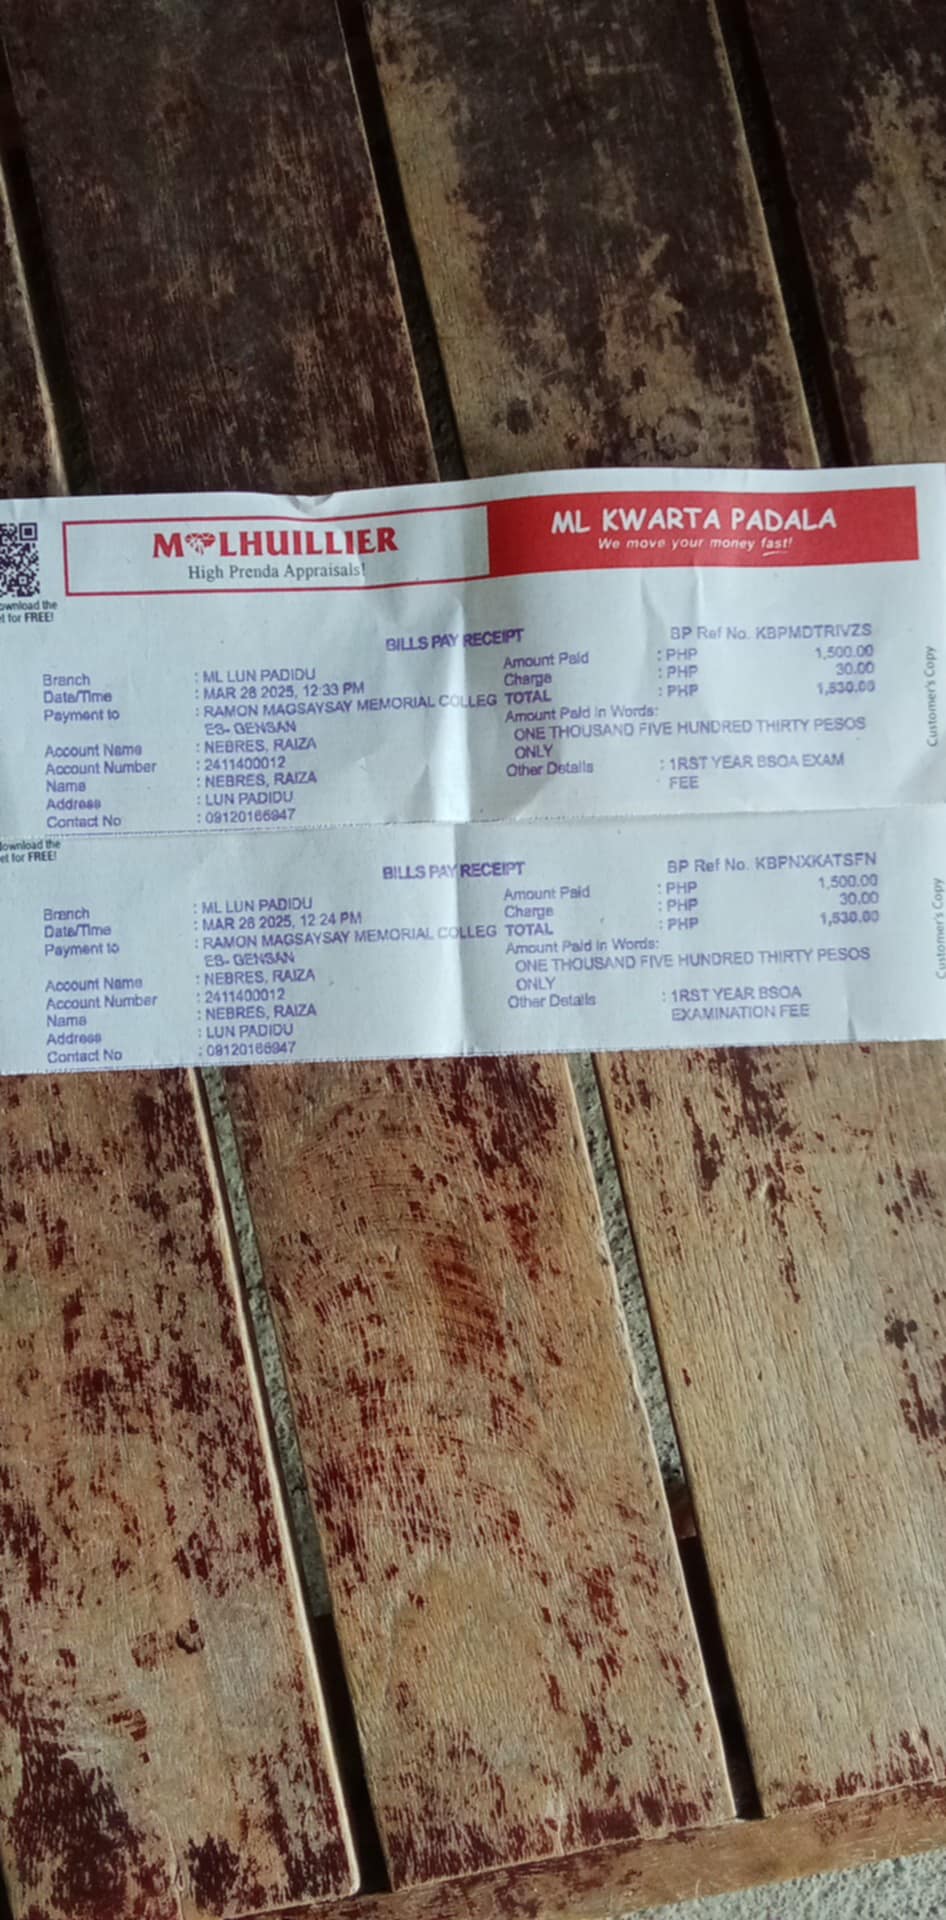 M LHUILLIER
High Prenda Appraisals!
ML KWARTA PADALA
We move your money fast!
ownload the
et for FREE!
BILLS PAY RECEIPT
BP Ref No. KBPMDTRIVZS
Branch : ML LUN PADIDU
Date/Time : MAR 28 2025, 12:33 PM
Payment to : RAMON MAGSAYSAY MEMORIAL COLLEG
ES- GENSAN
Account Name : NEBRES, RAIZA
Account Number : 2411400012
Name : NEBRES, RAIZA
Address : LUN PADIDU
Contact No : 09120166947
Amount Paid : PHP 1,500.00
Charge : PHP 30.00
TOTAL : PHP 1,530.00
Amount Paid in Words:
ONE THOUSAND FIVE HUNDRED THIRTY PESOS
ONLY
Other Details : 1RST YEAR BSOA EXAM
FEE
Customer's Copy
ownload the
et for FREE!
BILLS PAY RECEIPT
BP Ref No. KBPNXKATSFN
Branch : ML LUN PADIDU
Date/Time : MAR 28 2025, 12:24 PM
Payment to : RAMON MAGSAYSAY MEMORIAL COLLEG
ES- GENSAN
Account Name : NEBRES, RAIZA
Account Number : 2411400012
Name : NEBRES, RAIZA
Address : LUN PADIDU
Contact No : 09120166947
Amount Paid : PHP 1,500.00
Charge : PHP 30.00
TOTAL : PHP 1,530.00
Amount Paid in Words:
ONE THOUSAND FIVE HUNDRED THIRTY PESOS
ONLY
Other Details : 1RST YEAR BSOA
EXAMINATION FEE
Customer's Copy